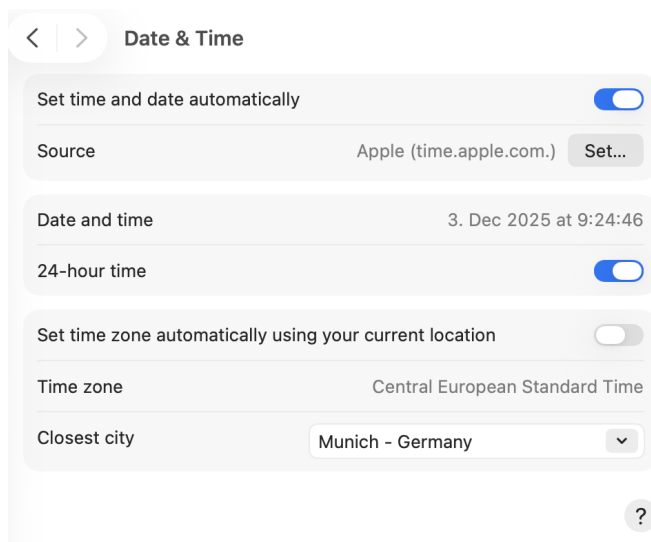 Date & Time
Set time and date automatically
Source Apple (time.apple.com.) Set...
Date and time 3. Dec 2025 at 9:24:46
24-hour time
Set time zone automatically using your current location
Time zone Central European Standard Time
Closest city Munich - Germany
?